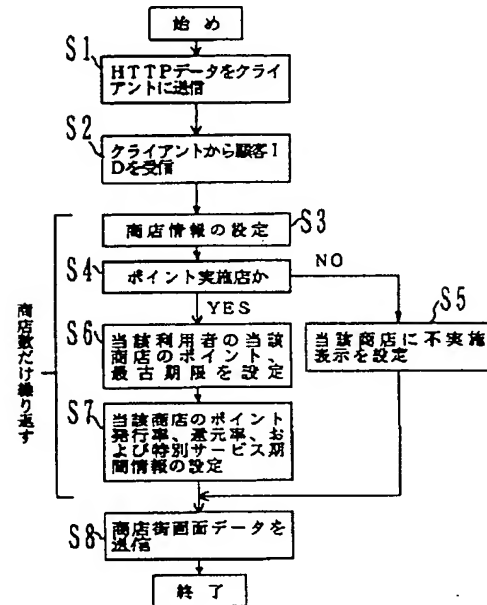 始め
S1
HTTPデータをクライ
アントに送信
S2
クライアントから顧客I
Dを受信
商店情報の設定
S3
S4
ポイント実施店か
NO
YES
S5
当該商店に不実施
表示を設定
S6
当該利用者の当該
商店のポイント、
最古期限を設定
S7
当該商店のポイント
発行率、還元率、お
よび特別サービス期
間情報の設定
商店数だけ繰り返す
S8
商店街画面データを
送信
終了